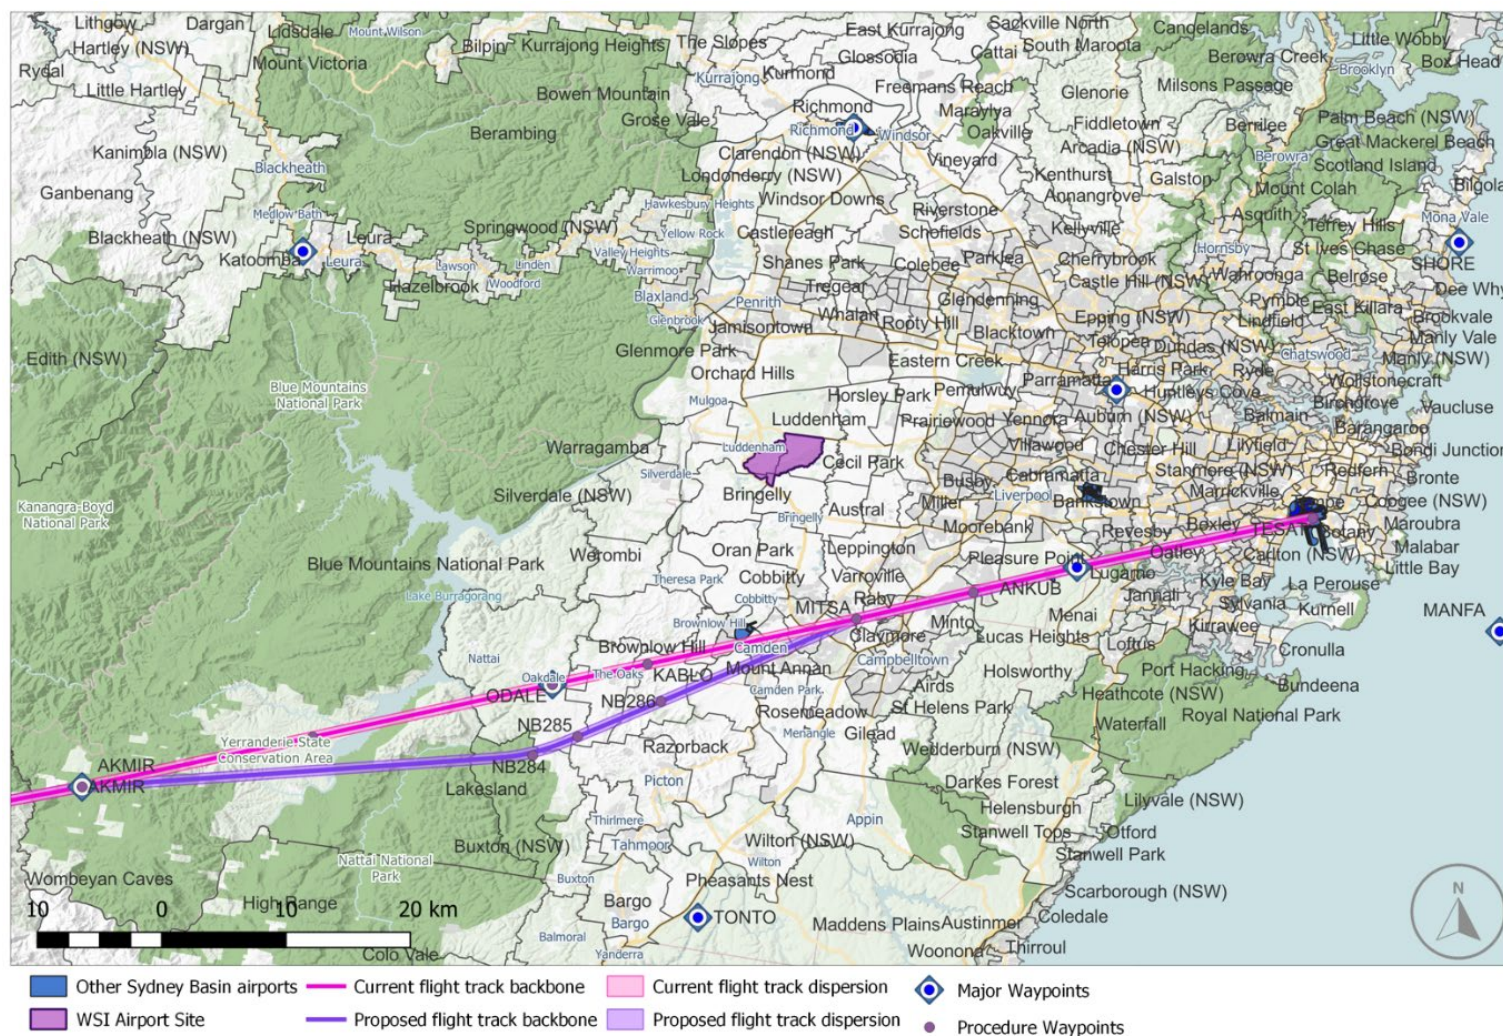 Lithgow
Dargan
Lidsdale
Mount Wilson
Bilpin
Kurrajong Heights
The Slopes
East Kurrajong
Sackville North
Cangelands
Hartley (NSW)
Glossodia
Cattai
South Maroota
Little Wobby
Rydal
Mount Victoria
Kurrajong
Kurmond
Berowra Creek
Brooklyn
Box Head
Little Hartley
Bowen Mountain
Freemans Reach
Glenorie
Milsons Passage
Richmond
Maraylya
Grose Vale
Richmond
Windsor
Oakville
Fiddletown
Berrilee
Palm Beach (NSW)
Berambing
Kanimbla (NSW)
Clarendon (NSW)
Vineyard
Arcadia (NSW)
Berowra
Great Mackerel Beach
Blackheath
Londonderry (NSW)
Kenthurst
Galston
Scotland Island
Ganbenang
Windsor Downs
Annangrove
Mount Colah
Bilgola
Medlow Bath
Hawkesbury Heights
Riverstone
Asquith
Mona Vale
Blackheath (NSW)
Leura
Springwood (NSW)
Yellow Rock
Castlereagh
Schofields
Kellyville
Terrey Hills
Katoomba
Leura
Lawson
Linden
Valley Heights
Hornsby
St Ives Chase
Warrimoo
Shanes Park
Colebee
Parklea
Cherrybrook
Wahroonga
Belrose
SHORE
Hazelbrook
Woodford
Blaxland
Penrith
Tregear
Castle Hill (NSW)
Dee Why
Glenbrook
Whalan
Glendenning
Pymble
East Killara
Jamisontown
Rooty Hill
Blacktown
Epping (NSW)
Lindfield
Brookvale
Edith (NSW)
Glenmore Park
Telopea
Dundas (NSW)
Chatswood
Manly Vale
Orchard Hills
Eastern Creek
Harris Park
Ryde
Manly (NSW)
Blue Mountains
National Park
Mulgoa
Horsley Park
Pemulwuy
Parramatta
Huntleys Cove
Wollstonecraft
Birchgrove
Vaucluse
Luddenham
Prairiewood
Yennora
Auburn (NSW)
Balmain
Barangaroo
Warragamba
Luddenham
Villawood
Chester Hill
Lilyfield
Bondi Junction
Silverdale
Cecil Park
Cabramatta
Stanmore (NSW)
Redfern
Bronte
Kanangra-Boyd
National Park
Silverdale (NSW)
Bringelly
Busby
Liverpool
Bankstown
Marrickville
Coogee (NSW)
Bringelly
Austral
Miller
Moorebank
Revesby
Bexley
TESAT
Botany
Maroubra
Werombi
Oran Park
Leppington
Pleasure Point
Oatley
Carlton (NSW)
Malabar
Blue Mountains National Park
Theresa Park
Cobbitty
Varroville
Lugarno
Kyle Bay
La Perouse
Little Bay
Lake Burragorang
Cobbitty
MITSA
Raby
ANKUB
Jannali
Sylvania
Kurnell
MANFA
Brownlow Hill
Minto
Menai
Kirrawee
Nattai
Brownlow Hill
Camden
Claymore
Lucas Heights
Loftus
Cronulla
Oakdale
The Oaks
KABLO
Mount Annan
Campbelltown
Holsworthy
Port Hacking
ODALE
NB286
Camden Park
Airds
Heathcote (NSW)
Bundeena
NB285
Rosemeadow
St Helens Park
Waterfall
Royal National Park
Yerranderie State
Conservation Area
Razorback
Menangle
Gilead
Wedderburn (NSW)
AKMIR
AKMIR
NB284
Lakesland
Picton
Darkes Forest
Lilyvale (NSW)
Helensburgh
Thirlmere
Appin
Stanwell Tops
Otford
Buxton (NSW)
Tahmoor
Wilton (NSW)
Stanwell Park
Nattai National
Park
Wilton
Wombeyan Caves
Buxton
Pheasants Nest
Scarborough (NSW)
High Range
Bargo
TONTO
Maddens Plains
Austinmer
Coledale
Bargo
Balmoral
Yanderra
Woonona
Thirroul
Colo Vale
10 0 10 20 km
N
Other Sydney Basin airports
Current flight track backbone
Current flight track dispersion
Major Waypoints
WSI Airport Site
Proposed flight track backbone
Proposed flight track dispersion
Procedure Waypoints